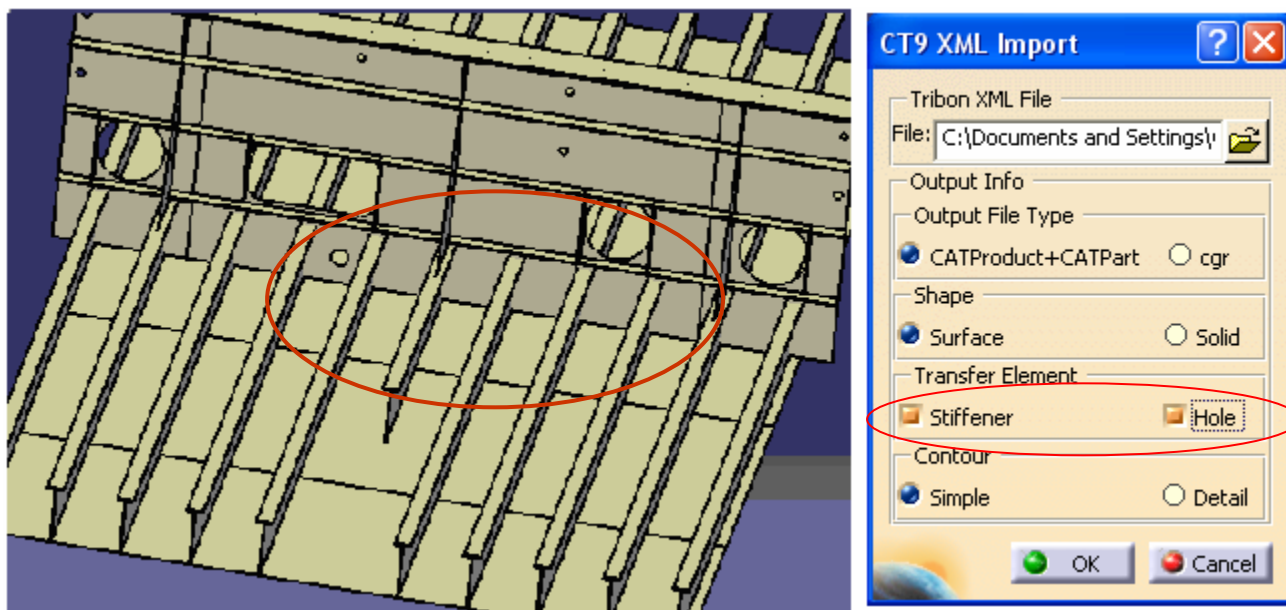 CT9 XML Import
Tribon XML File
File: C:\Documents and Settings\
Output Info
Output File Type
CATProduct+CATPart cgr
Shape
Surface Solid
Transfer Element
Stiffener Hole
Contour
Simple Detail
OK Cancel